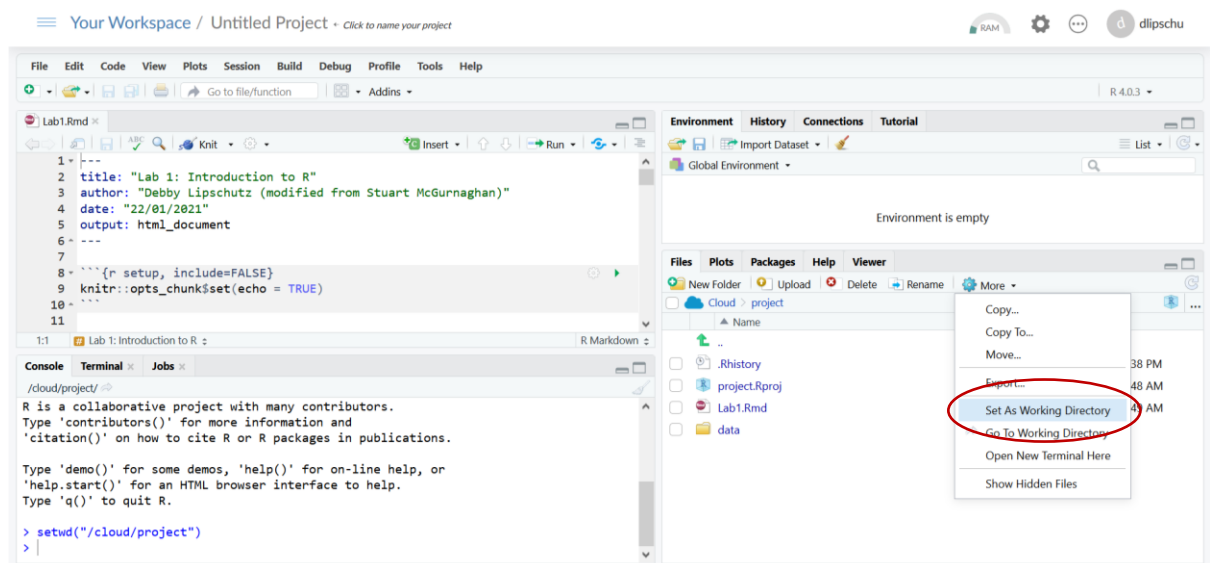 Your Workspace / Untitled Project - Click to name your project
RAM
d dlipschu
File Edit Code View Plots Session Build Debug Profile Tools Help
Go to file/function Addins R 4.0.3
Lab1.Rmd
ABC Knit Insert Run
1 ---
2 title: "Lab 1: Introduction to R"
3 author: "Debby Lipschutz (modified from Stuart McGurnaghan)"
4 date: "22/01/2021"
5 output: html_document
6 ---
7
8 ```{r setup, include=FALSE}
9 knitr::opts_chunk$set(echo = TRUE)
10 ```
11
1:1 # Lab 1: Introduction to R R Markdown
Console Terminal Jobs
/cloud/project/
R is a collaborative project with many contributors.
Type 'contributors()' for more information and
'citation()' on how to cite R or R packages in publications.
Type 'demo()' for some demos, 'help()' for on-line help, or
'help.start()' for an HTML browser interface to help.
Type 'q()' to quit R.
> setwd("/cloud/project")
>
Environment History Connections Tutorial
Import Dataset List
Global Environment
Environment is empty
Files Plots Packages Help Viewer
New Folder Upload Delete Rename More
Cloud > project R ...
Name
..
.Rhistory 38 PM
project.Rproj 48 AM
Lab1.Rmd 49 AM
data
Copy...
Copy To...
Move...
Export...
Set As Working Directory
Go To Working Directory
Open New Terminal Here
Show Hidden Files